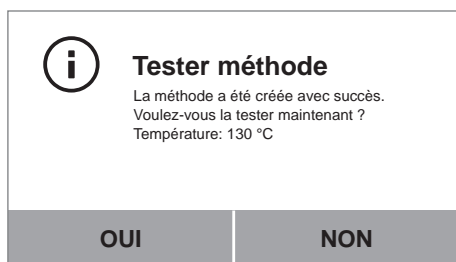 Tester méthode
La méthode a été créée avec succès.
Voulez-vous la tester maintenant ?
Température: 130 °C
OUI NON